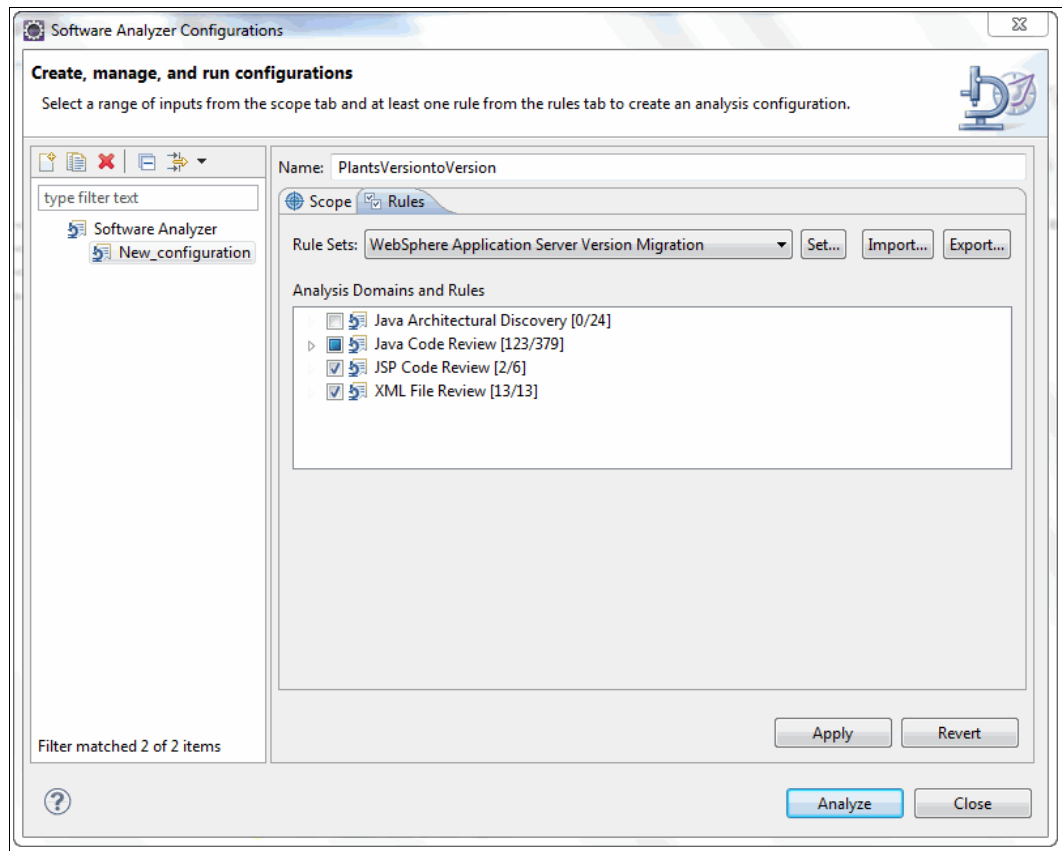 Software Analyzer Configurations
Create, manage, and run configurations
Select a range of inputs from the scope tab and at least one rule from the rules tab to create an analysis configuration.
type filter text
Software Analyzer
New_configuration
Filter matched 2 of 2 items
Name: PlantsVersiontoVersion
Scope Rules
Rule Sets: WebSphere Application Server Version Migration Set... Import... Export...
Analysis Domains and Rules
Java Architectural Discovery [0/24]
Java Code Review [123/379]
JSP Code Review [2/6]
XML File Review [13/13]
Apply Revert
? Analyze Close